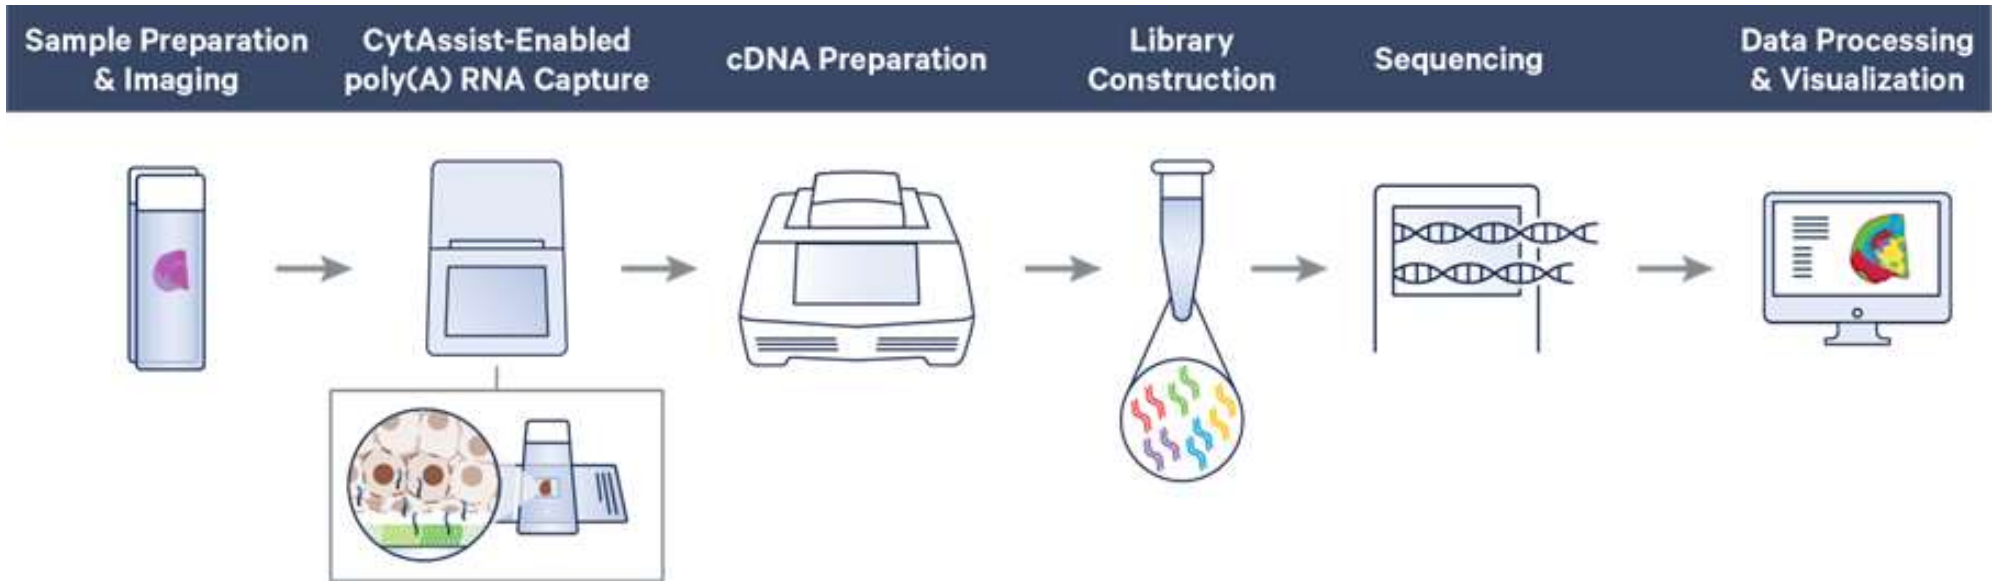 Sample Preparation
& Imaging
CytAssist-Enabled
poly(A) RNA Capture
cDNA Preparation
Library
Construction
Sequencing
Data Processing
& Visualization